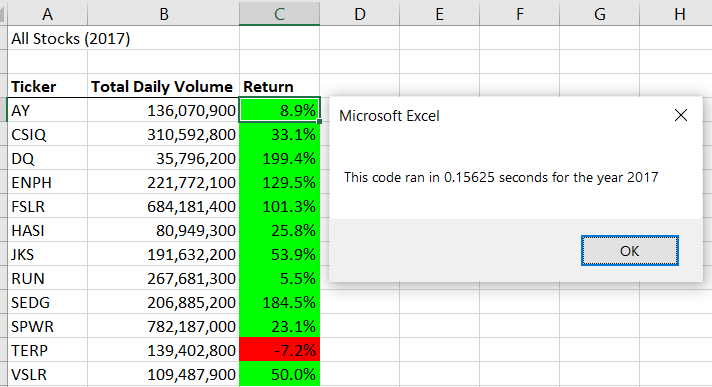 A B C D E F G H
All Stocks (2017)
Ticker Total Daily Volume Return
AY 136,070,900 8.9%
CSIQ 310,592,800 33.1%
DQ 35,796,200 199.4%
ENPH 221,772,100 129.5%
FSLR 684,181,400 101.3%
HASI 80,949,300 25.8%
JKS 191,632,200 53.9%
RUN 267,681,300 5.5%
SEDG 206,885,200 184.5%
SPWR 782,187,000 23.1%
TERP 139,402,800 -7.2%
VSLR 109,487,900 50.0%
Microsoft Excel
This code ran in 0.15625 seconds for the year 2017
OK